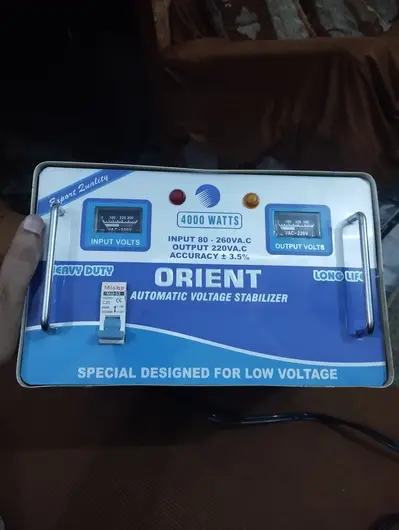 Export Quality
4000 WATTS
INPUT VOLTS
OUTPUT VOLTS
INPUT 80 - 260VA.C
OUTPUT 220VA.C
ACCURACY ± 3.5%
HEAVY DUTY
ORIENT
LONG LIFE
AUTOMATIC VOLTAGE STABILIZER
SPECIAL DESIGNED FOR LOW VOLTAGE